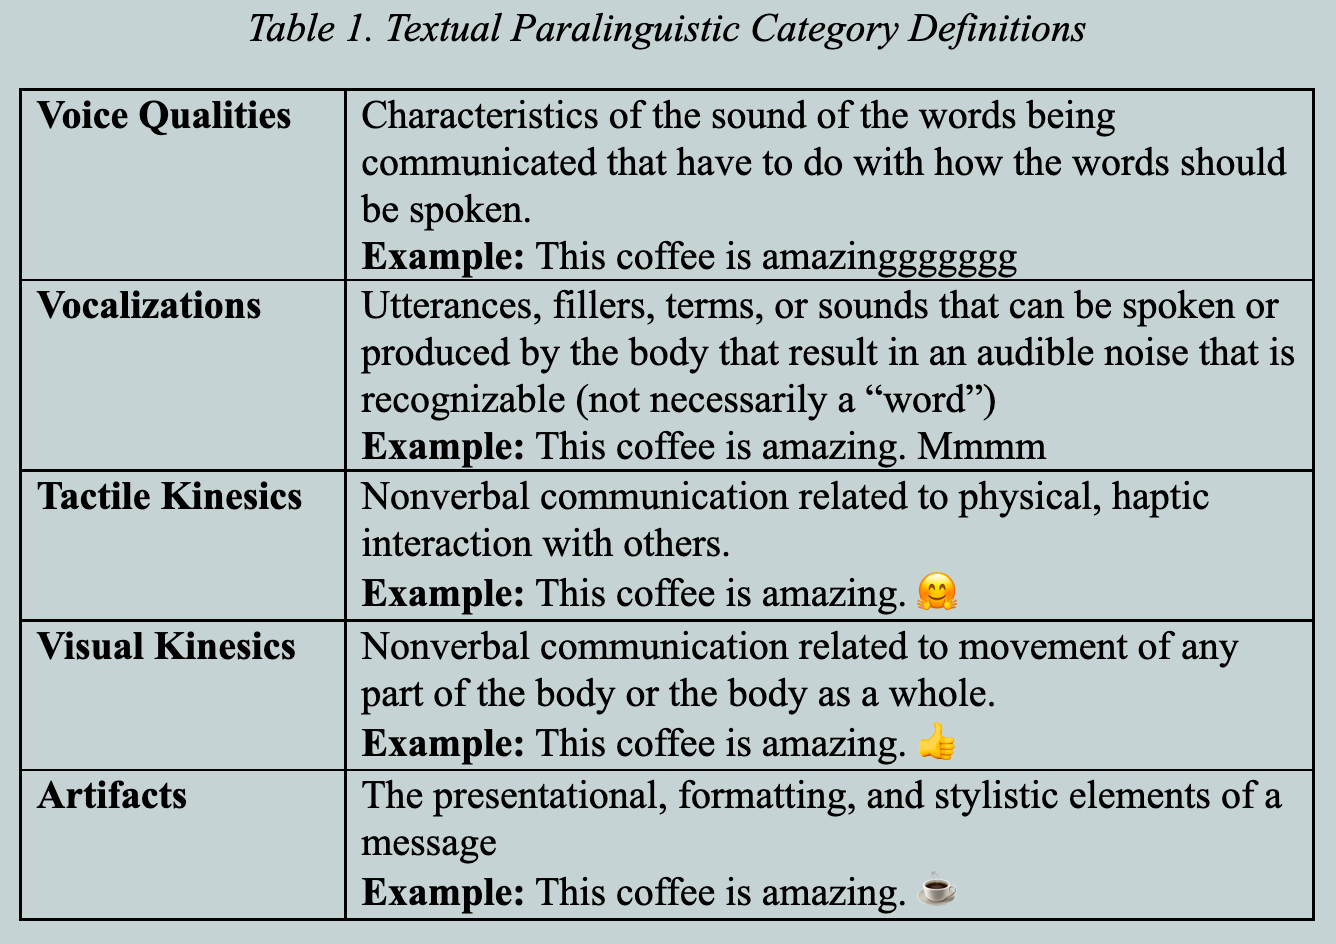 Table 1. Textual Paralinguistic Category Definitions
Voice Qualities
Characteristics of the sound of the words being
communicated that have to do with how the words should
be spoken.
Example: This coffee is amazinggggggg
Vocalizations
Utterances, fillers, terms, or sounds that can be spoken or
produced by the body that result in an audible noise that is
recognizable (not necessarily a “word”)
Example: This coffee is amazing. Mmmm
Tactile Kinesics
Nonverbal communication related to physical, haptic
interaction with others.
Example: This coffee is amazing. 🤗
Visual Kinesics
Nonverbal communication related to movement of any
part of the body or the body as a whole.
Example: This coffee is amazing. 👍
Artifacts
The presentational, formatting, and stylistic elements of a
message
Example: This coffee is amazing. ☕